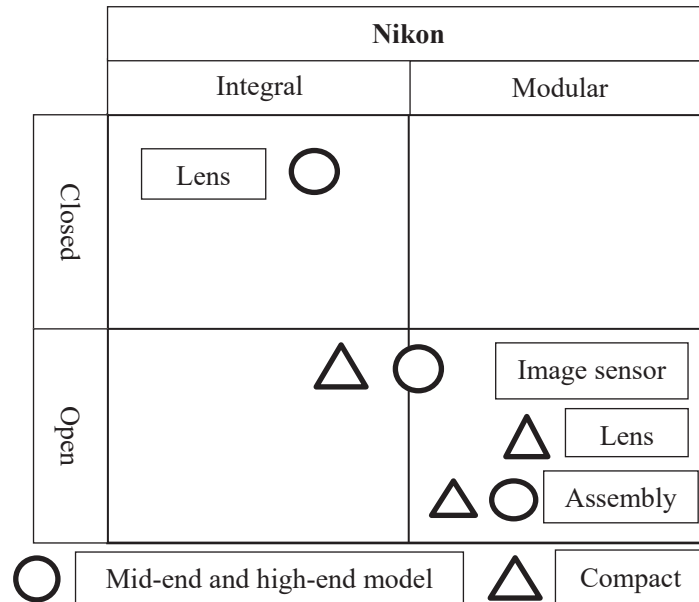 Nikon
Integral
Modular
Closed
Lens
Open
Image sensor
Lens
Assembly
Mid-end and high-end model
Compact